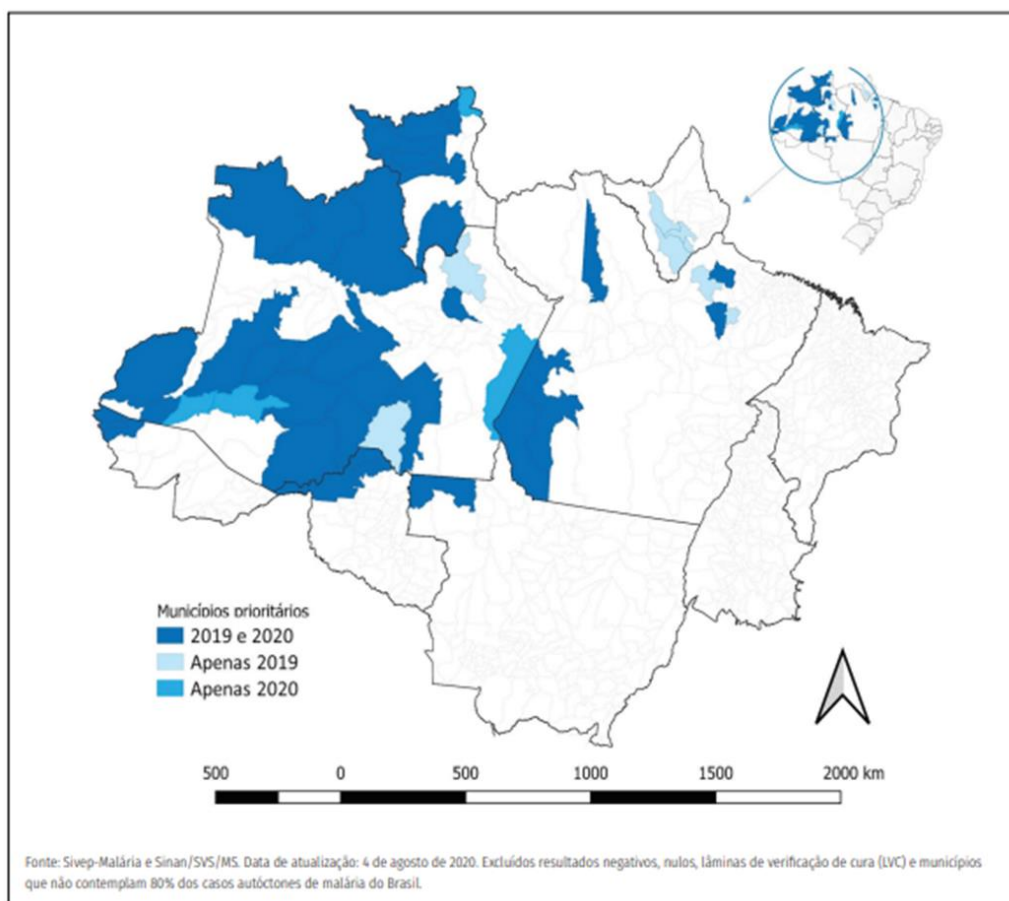 Municípios prioritários
2019 e 2020
Apenas 2019
Apenas 2020
500 0 500 1000 1500 2000 km
Fonte: Sivep-Malária e Sinan/SVS/MS. Data de atualização: 4 de agosto de 2020. Excluídos resultados negativos, nulos, lâminas de verificação de cura (LVC) e municípios
que não contemplam 80% dos casos autóctones de malária do Brasil.